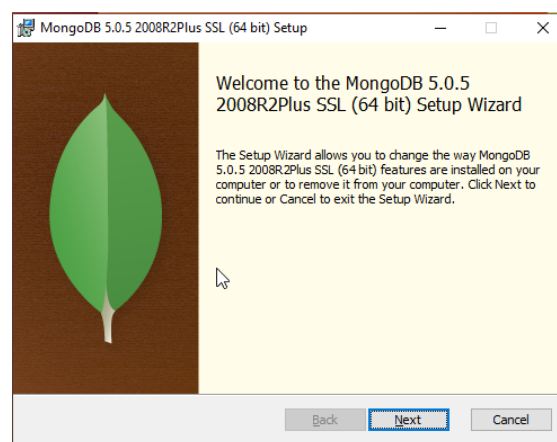 MongoDB 5.0.5 2008R2Plus SSL (64 bit) Setup
Welcome to the MongoDB 5.0.5
2008R2Plus SSL (64 bit) Setup Wizard
The Setup Wizard allows you to change the way MongoDB
5.0.5 2008R2Plus SSL (64 bit) features are installed on your
computer or to remove it from your computer. Click Next to
continue or Cancel to exit the Setup Wizard.
Back Next Cancel